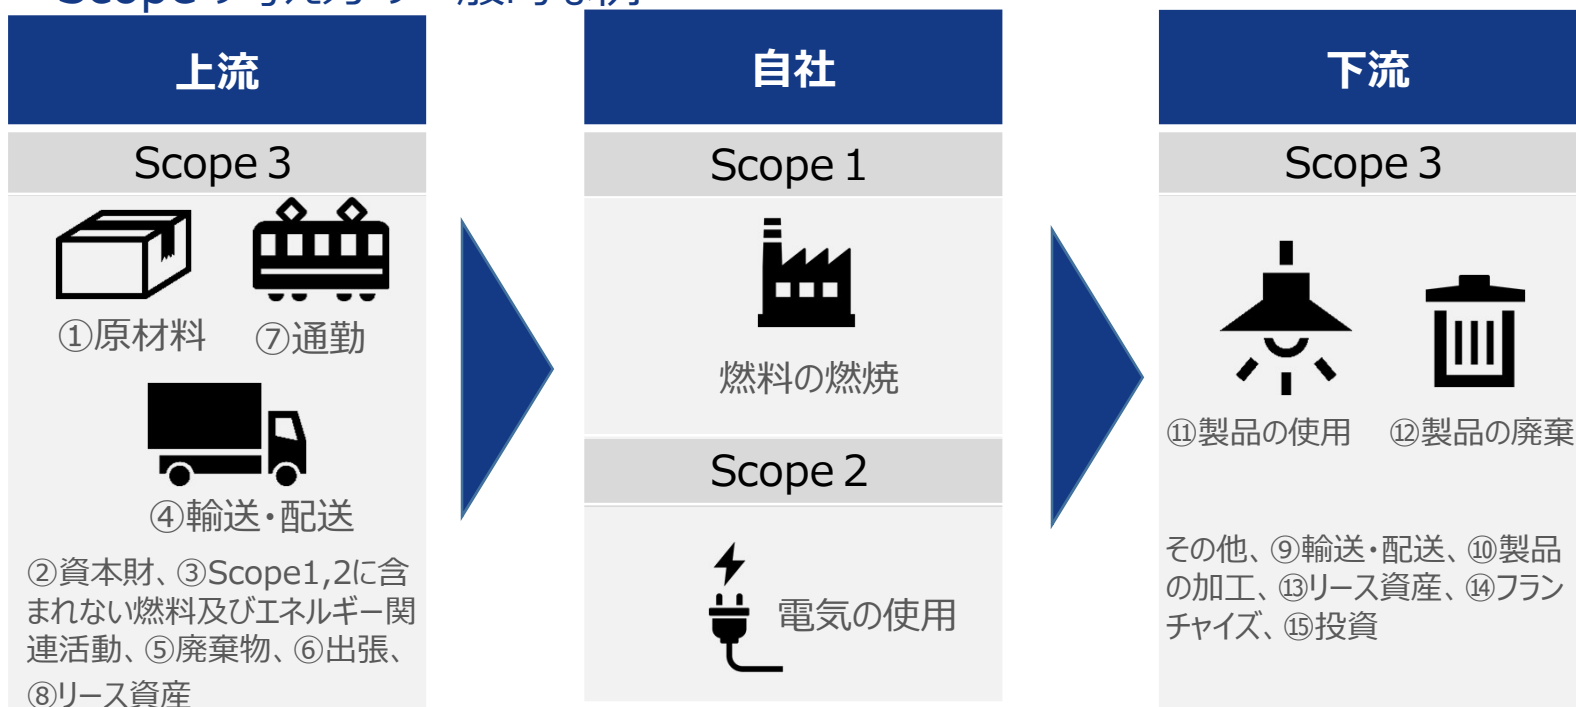 Scope
上流
Scope 3
①原材料
⑦通勤
④輸送・配送
②資本財、③Scope1,2に含
まれない燃料及びエネルギー関
連活動、⑤廃棄物、⑥出張、
⑧リース資産
自社
Scope 1
燃料の燃焼
Scope 2
電気の使用
下流
Scope 3
⑪製品の使用
⑫製品の廃棄
その他、⑨輸送・配送、⑩製品
の加工、⑬リース資産、⑭フラン
チャイズ、⑮投資